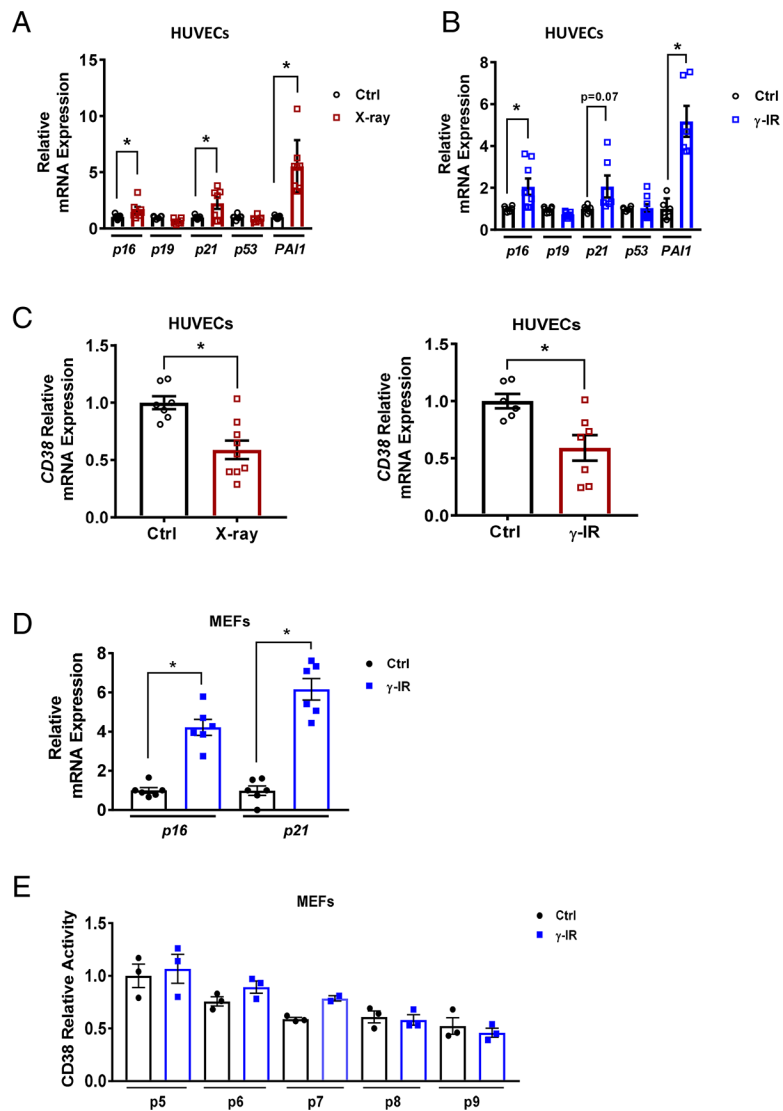 A
HUVECs
Relative
mRNA Expression
15
10
5
0
*
*
*
p16
p19
p21
p53
PAI1
Ctrl
X-ray
B
HUVECs
Relative
mRNA Expression
8
6
4
2
0
*
p=0.07
*
p16
p19
p21
p53
PAI1
Ctrl
γ-IR
C
HUVECs
CD38 Relative
mRNA Expression
1.5
1.0
0.5
0.0
*
Ctrl
X-ray
HUVECs
CD38 Relative
mRNA Expression
1.5
1.0
0.5
0.0
*
Ctrl
γ-IR
D
MEFs
Relative
mRNA Expression
8
6
4
2
0
*
*
p16
p21
Ctrl
γ-IR
E
MEFs
CD38 Relative Activity
1.5
1.0
0.5
0.0
p5
p6
p7
p8
p9
Ctrl
γ-IR